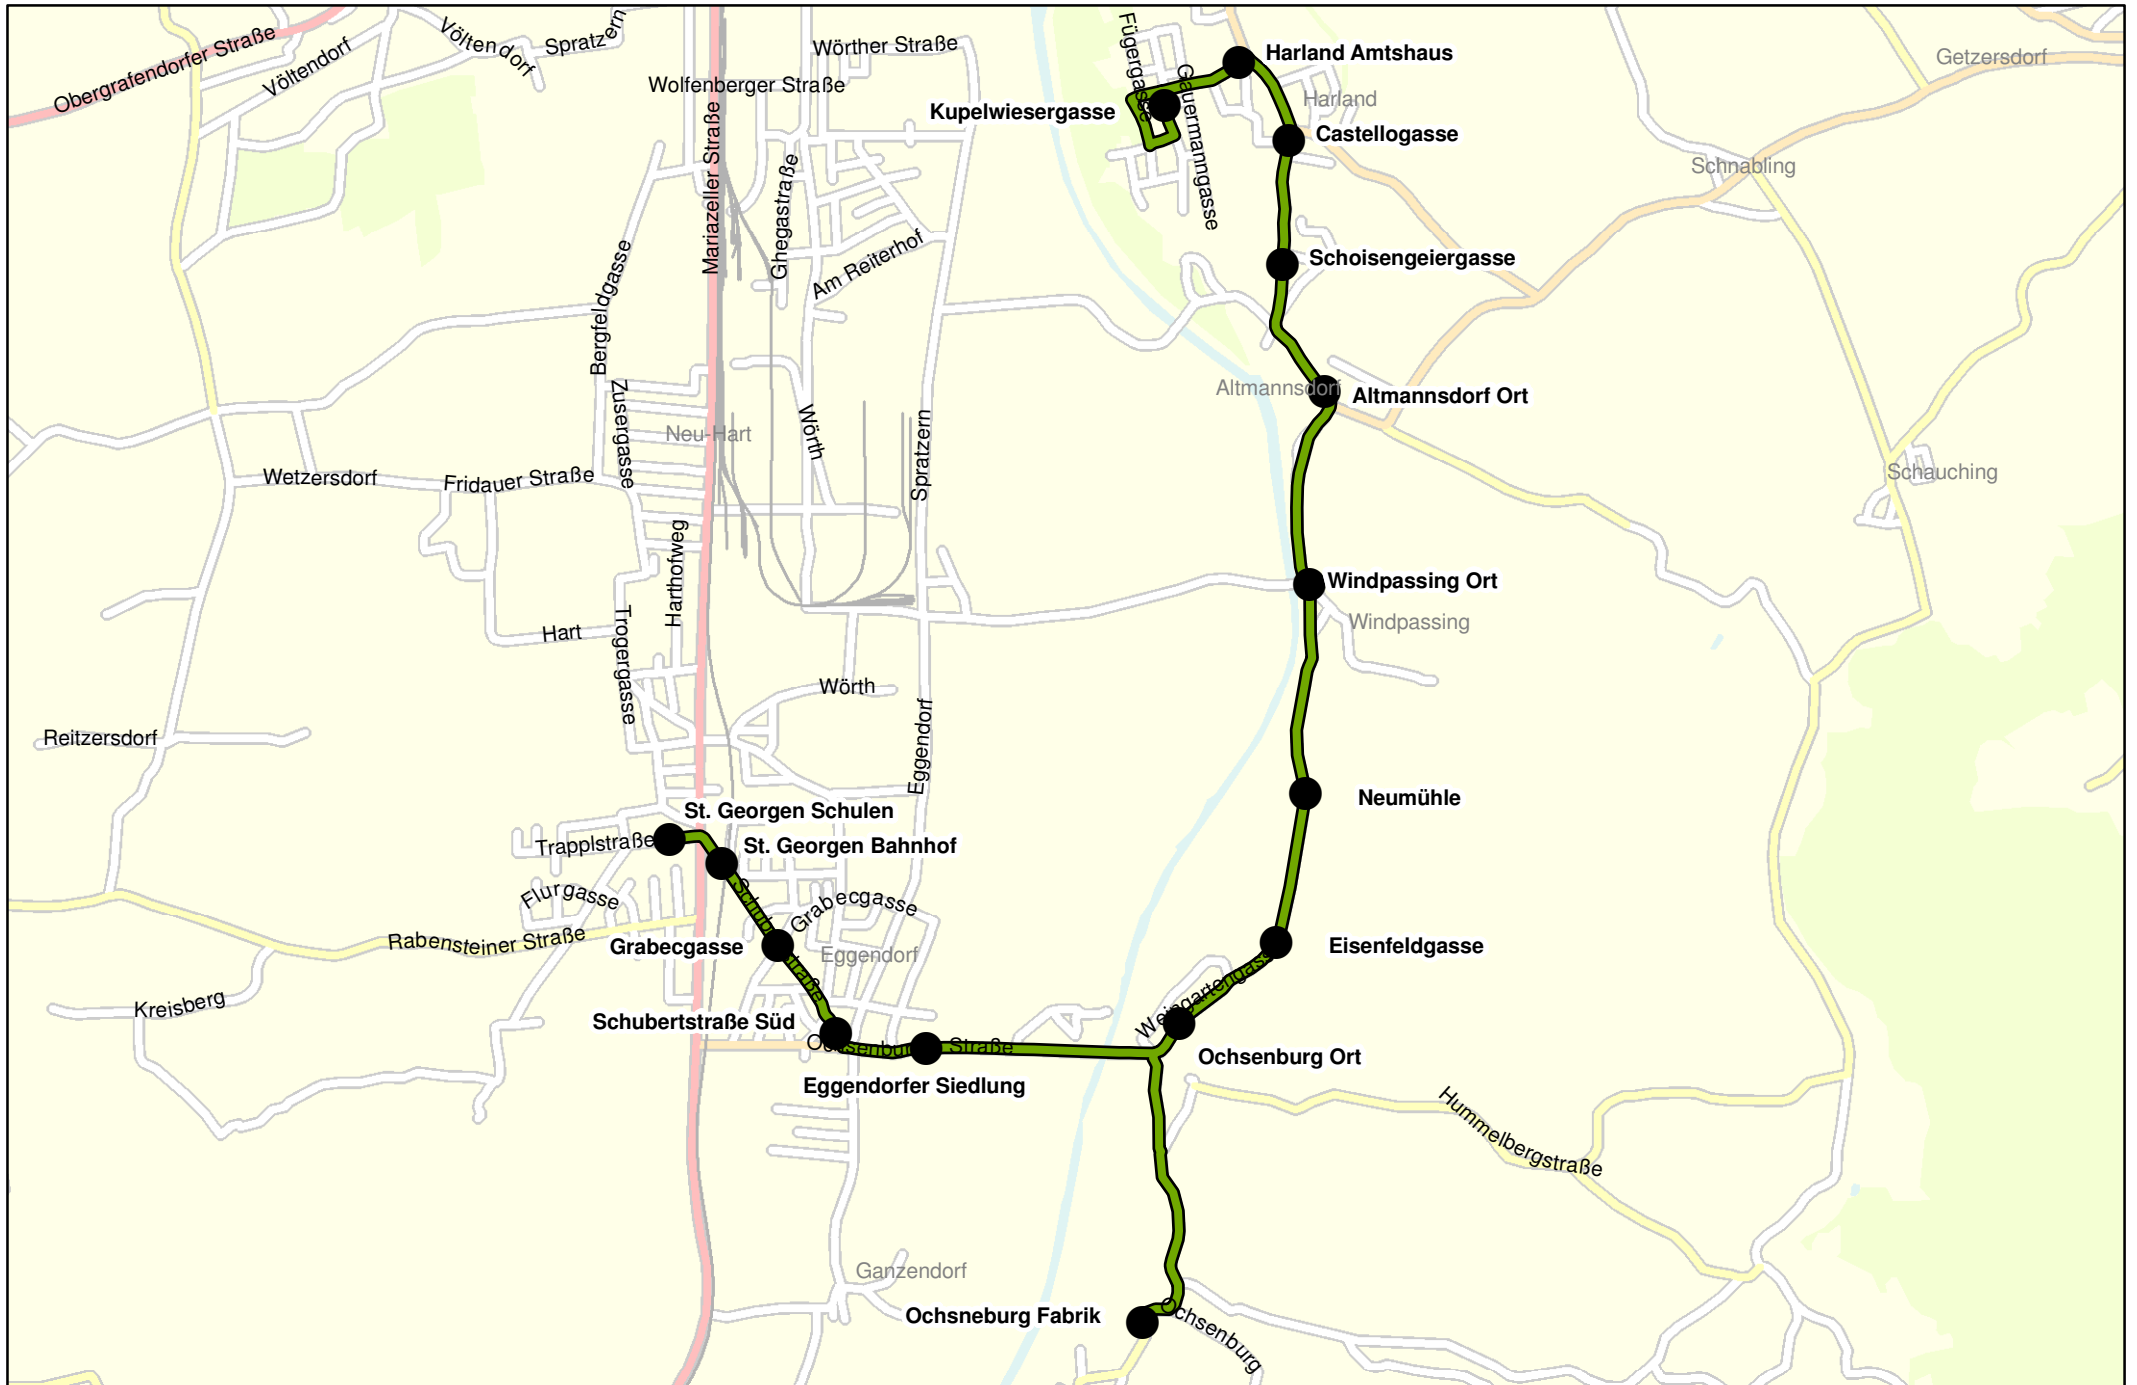 Obergrafendorfer Straße
Völtendorf
Völtendorf
Spratzern
Wörther Straße
Wolfenberger Straße
Mariazeller Straße
Ghegastraße
Am Reiterhof
Bergfeldgasse
Zusergasse
Neu-Hart
Wörth
Spratzern
Wetzersdorf
Fridauer Straße
Harthofweg
Hart
Trogergasse
Wörth
Eggendorf
Reitzersdorf
Fügergasse
Gauermanngasse
Kupelwiesergasse
Harland Amtshaus
Harland
Castellogasse
Schoisengeiergasse
Altmannsdorf
Altmannsdorf Ort
Getzersdorf
Schnabling
Schauching
Windpassing Ort
Windpassing
Neumühle
Eisenfeldgasse
Weingartengasse
Ochsenburg Ort
St. Georgen Schulen
Trapplstraße
St. Georgen Bahnhof
Flurgasse
Grabecgasse
Rabensteiner Straße
Grabecgasse
Eggendorf
Kreisberg
Schubertstraße Süd
Straße
Eggendorfer Siedlung
Hummelbergstraße
Ganzendorf
Ochsneburg Fabrik
Ochsenburg